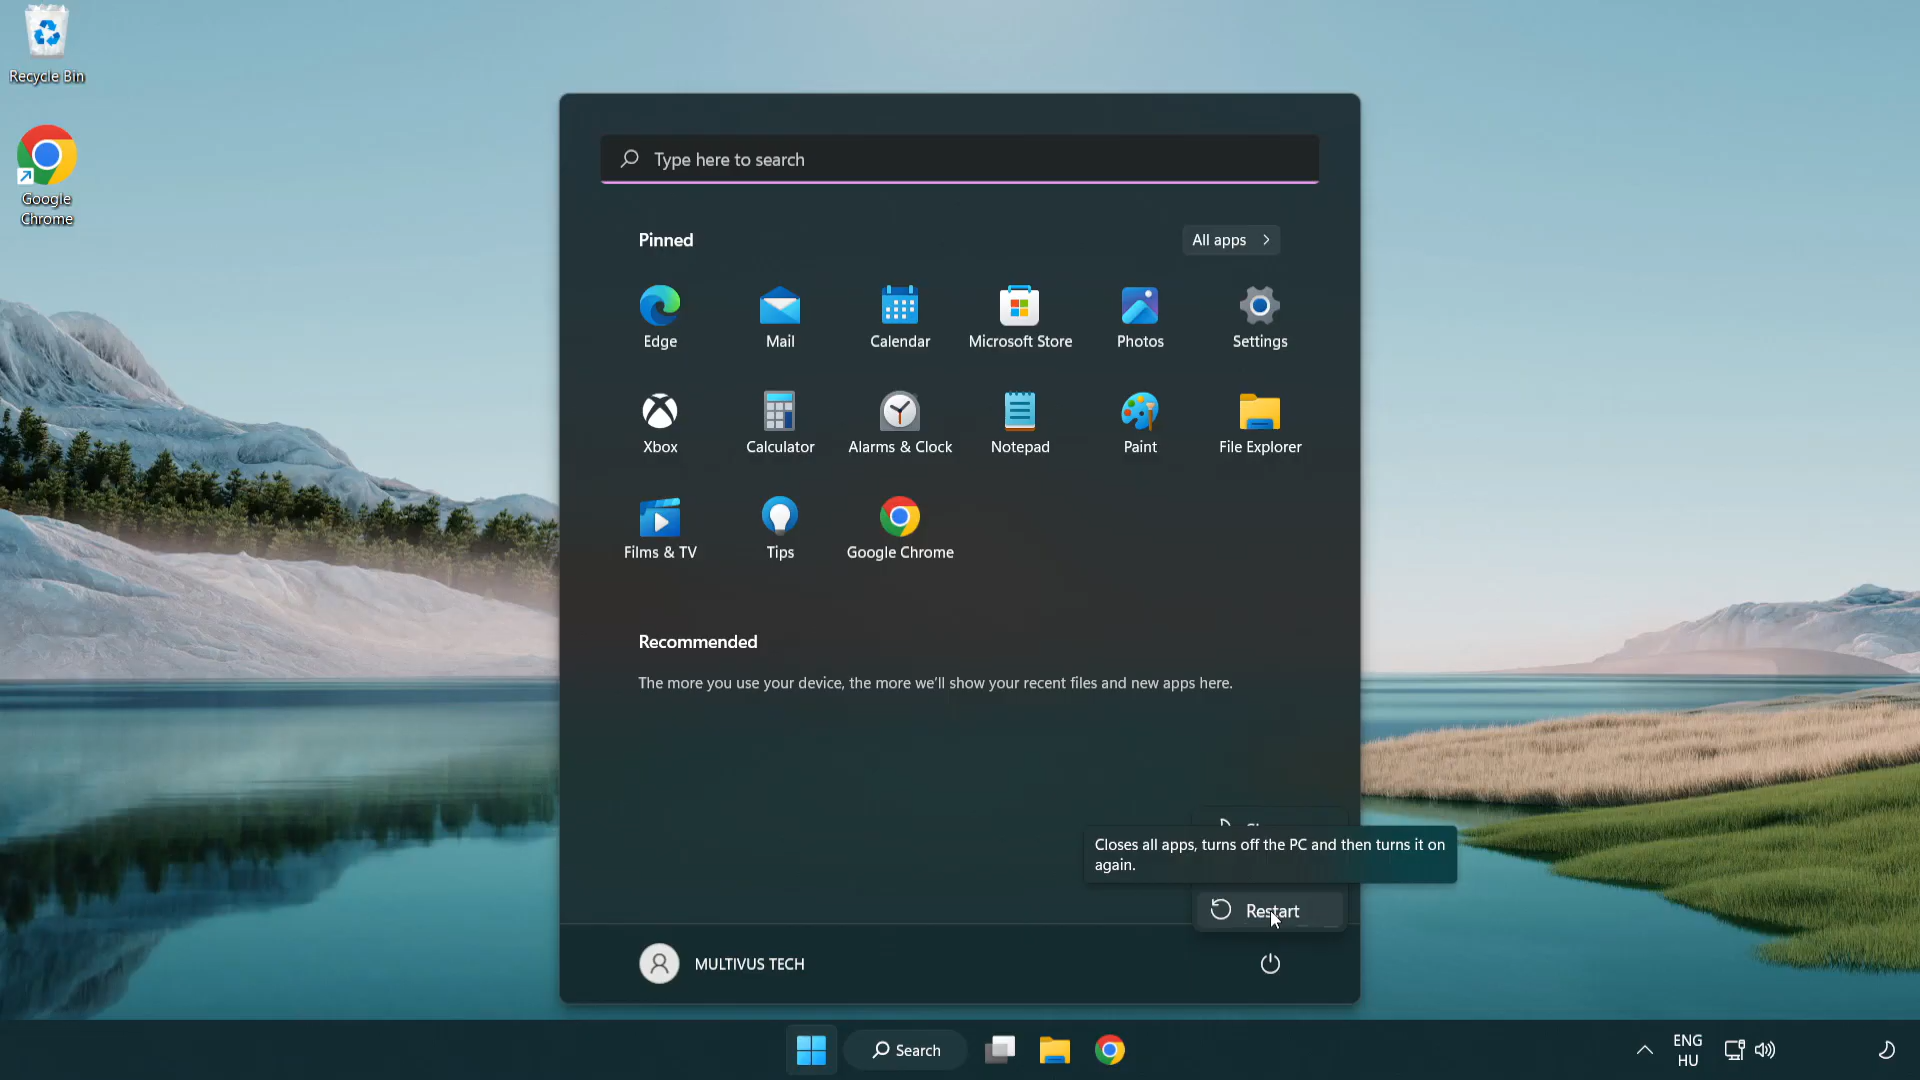 Recycle Bin
Google
Chrome
Type here to search
Pinned
All apps
Edge
Mail
Calendar
Microsoft Store
Photos
Settings
Xbox
Calculator
Alarms & Clock
Notepad
Paint
File Explorer
Films & TV
Tips
Google Chrome
Recommended
The more you use your device, the more we'll show your recent files and new apps here.
Closes all apps, turns off the PC and then turns it on
again.
Restart
MULTIVUS TECH
Search
ENG
HU